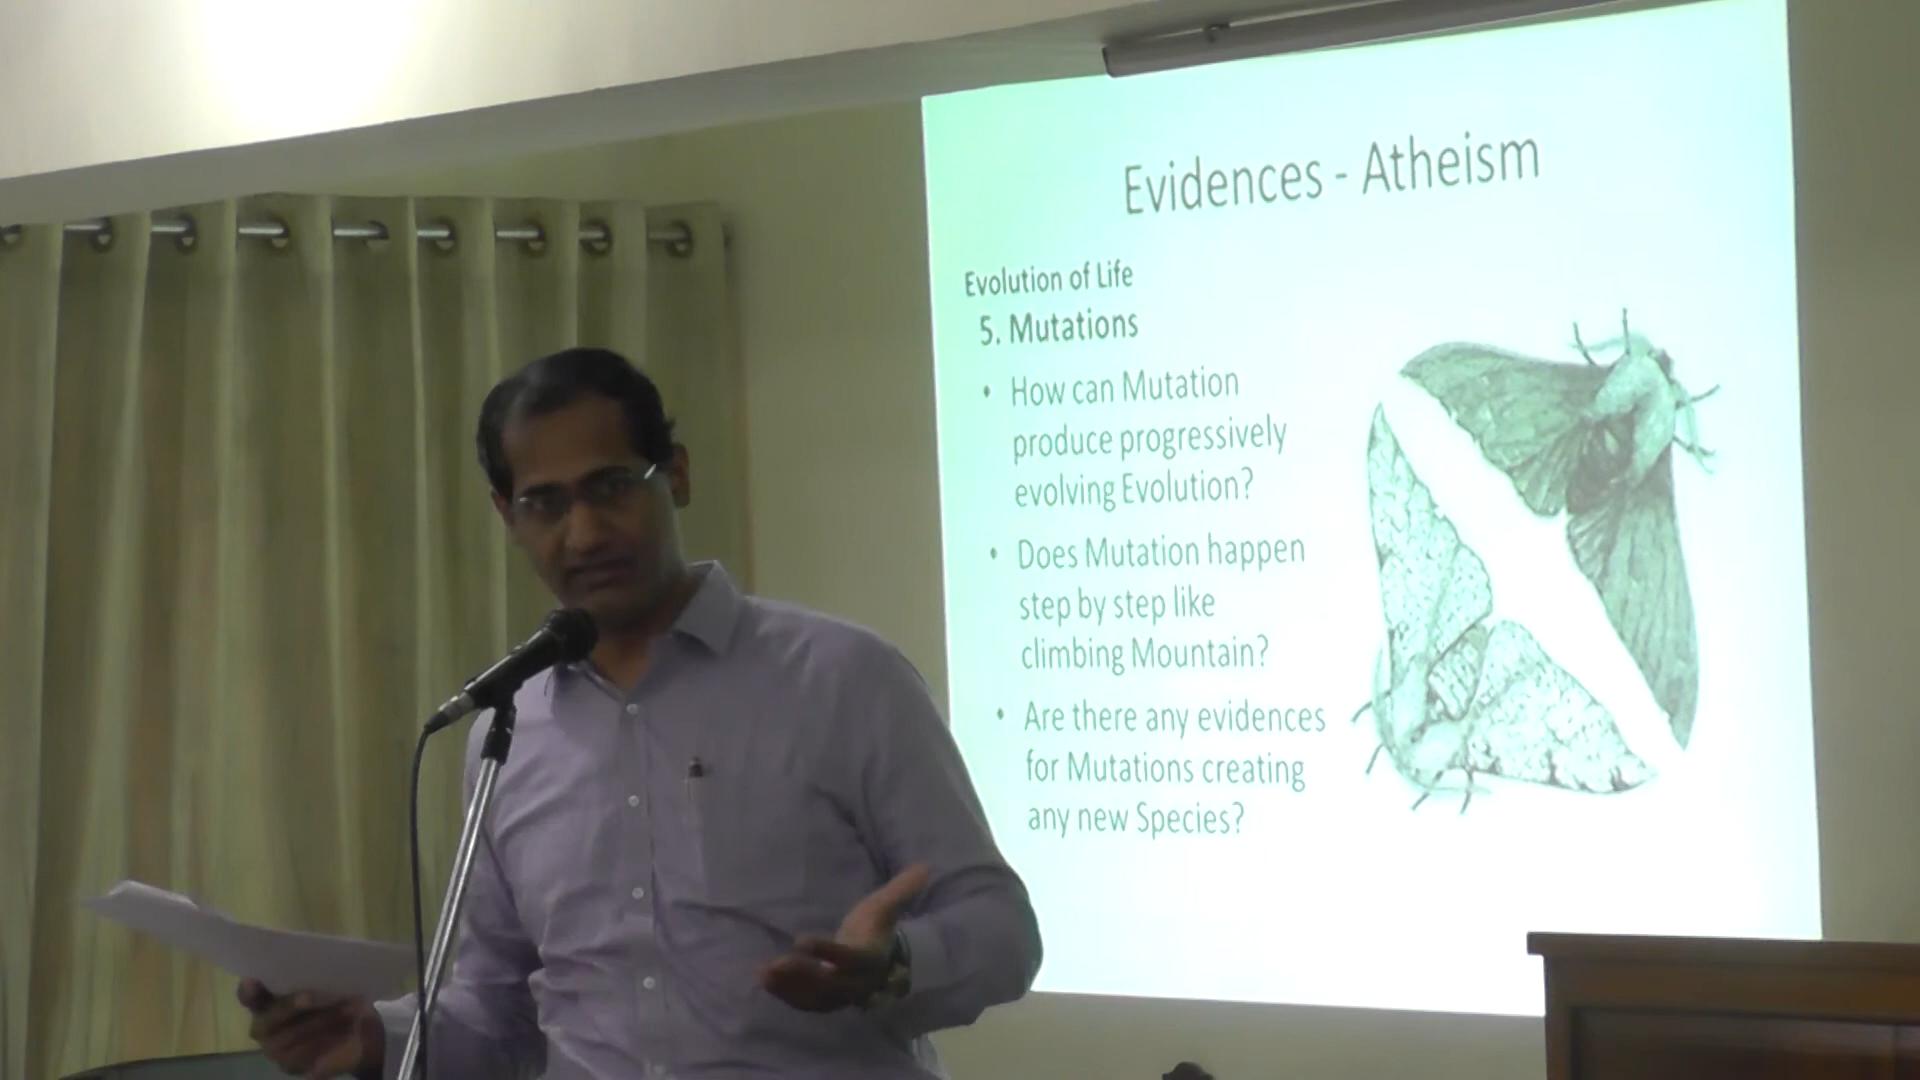 Evidences - Atheism
Evolution of Life
5. Mutations
• How can Mutation
produce progressively
evolving Evolution?
• Does Mutation happen
step by step like
climbing Mountain?
• Are there any evidences
for Mutations creating
any new Species?